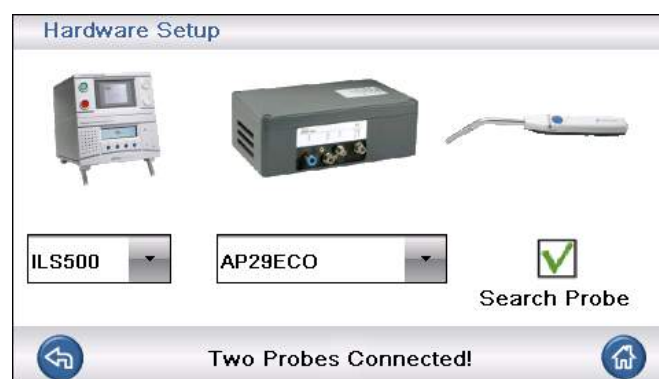 Hardware Setup
ILS500
AP29ECO
Search Probe
Two Probes Connected!